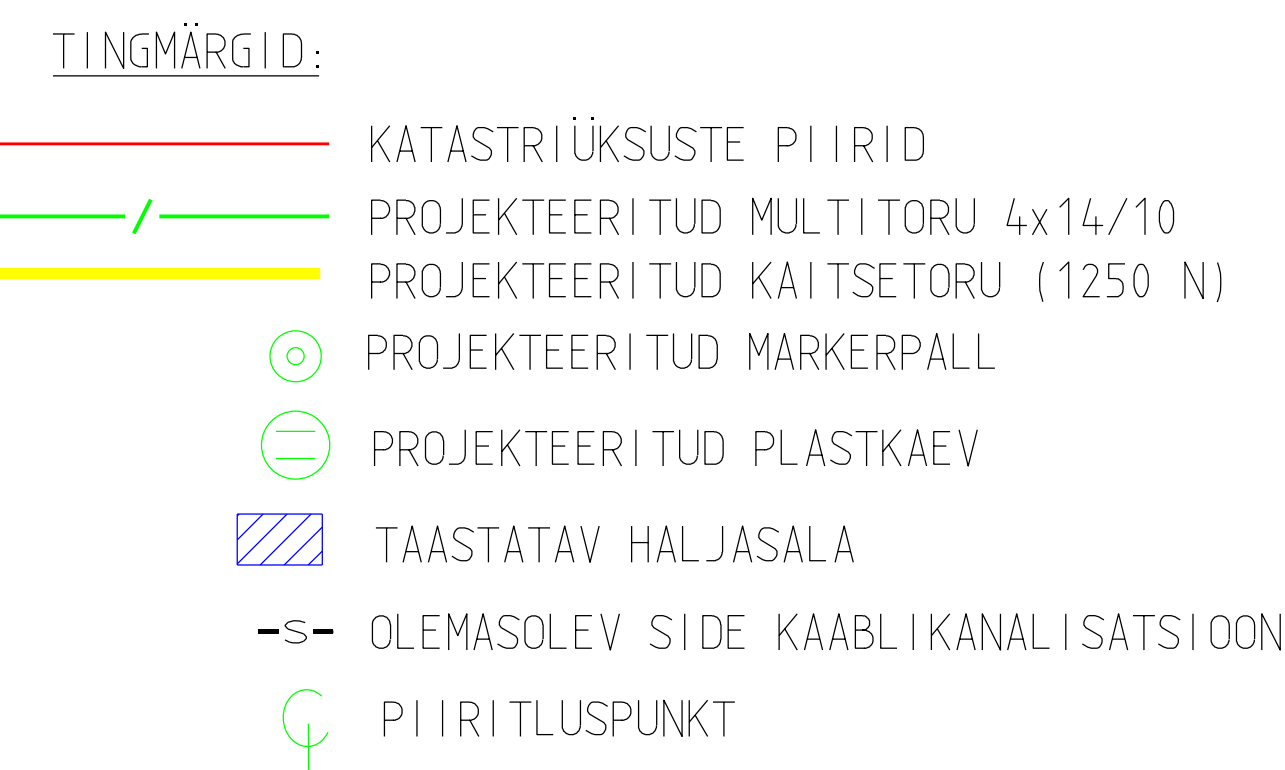 TINGMÄRGID:
KATASTRIÜKSUSTE PIIRID
PROJEKTEERITUD MULTITORU 4x14/10
PROJEKTEERITUD KAITSETORU (1250 N)
PROJEKTEERITUD MARKERPALL
PROJEKTEERITUD PLASTKAEV
TAASTATAV HALJASALA
S OLEMASOLEV SIDE KAABLIKANALISATSIOON
PIIRITLUSPUNKT